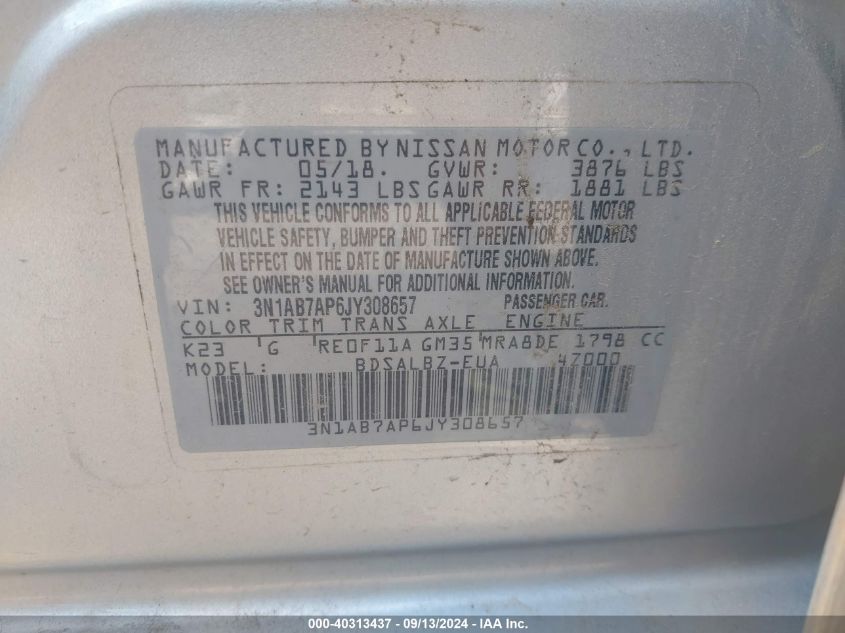 MANUFACTURED BY NISSAN MOTOR CO., LTD.
DATE: 05/18. GVWR: 3876 LBS
GAWR FR: 2143 LBS GAWR RR: 1881 LBS
THIS VEHICLE CONFORMS TO ALL APPLICABLE FEDERAL MOTOR
VEHICLE SAFETY, BUMPER AND THEFT PREVENTION STANDARDS
IN EFFECT ON THE DATE OF MANUFACTURE SHOWN ABOVE.
SEE OWNER'S MANUAL FOR ADDITIONAL INFORMATION.
VIN: 3N1AB7AP6JY308657 PASSENGER CAR.
COLOR TRIM TRANS AXLE ENGINE
K23 G RE0F11A GM35 MRA8DE 1798 CC
MODEL: BDSALBZ-EUA 4Z000
3N1AB7AP6JY308657
000-40313437 - 09/13/2024 - IAA, Inc.